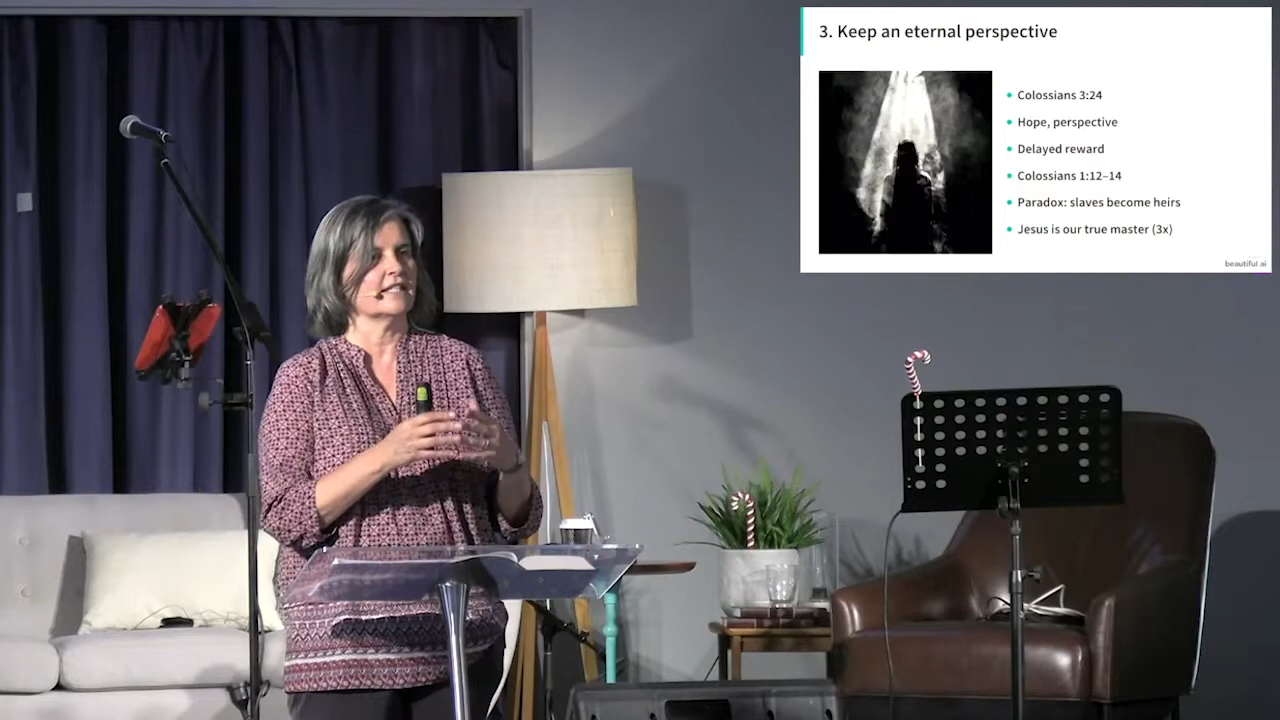 3. Keep an eternal perspective
Colossians 3:24
Hope, perspective
Delayed reward
Colossians 1:12–14
Paradox: slaves become heirs
Jesus is our true master (3x)
beautiful ai